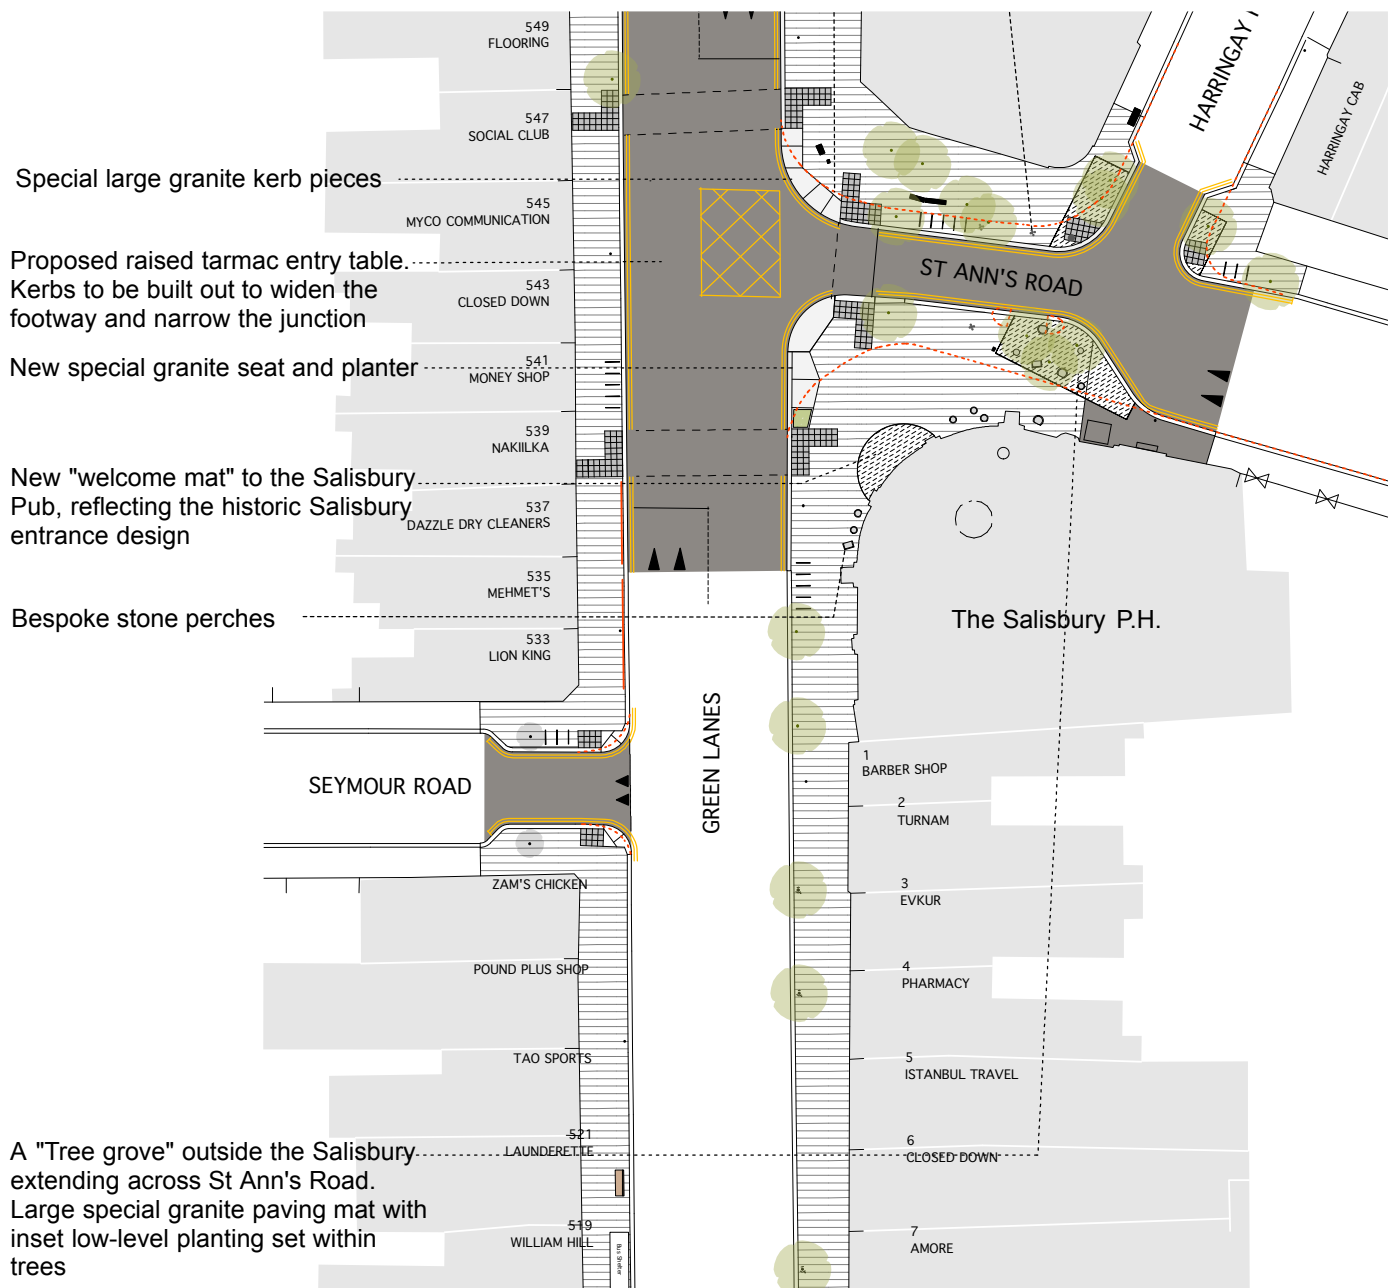 549
FLOORING
547
SOCIAL CLUB
Special large granite kerb pieces
545
MYCO COMMUNICATION
Proposed raised tarmac entry table.
Kerbs to be built out to widen the
footway and narrow the junction
543
CLOSED DOWN
New special granite seat and planter
541
MONEY SHOP
539
NAKIILKA
New "welcome mat" to the Salisbury
Pub, reflecting the historic Salisbury
entrance design
537
DAZZLE DRY CLEANERS
535
MEHMET'S
Bespoke stone perches
533
LION KING
SEYMOUR ROAD
ZAM'S CHICKEN
POUND PLUS SHOP
TAO SPORTS
A "Tree grove" outside the Salisbury
extending across St Ann's Road.
Large special granite paving mat with
inset low-level planting set within
trees
521
LAUNDERETTE
519
WILLIAM HILL
Bus Shelter
GREEN LANES
HARRINGAY
HARRINGAY CAB
ST ANN'S ROAD
The Salisbury P.H.
1
BARBER SHOP
2
TURNAM
3
EVKUR
4
PHARMACY
5
ISTANBUL TRAVEL
6
CLOSED DOWN
7
AMORE